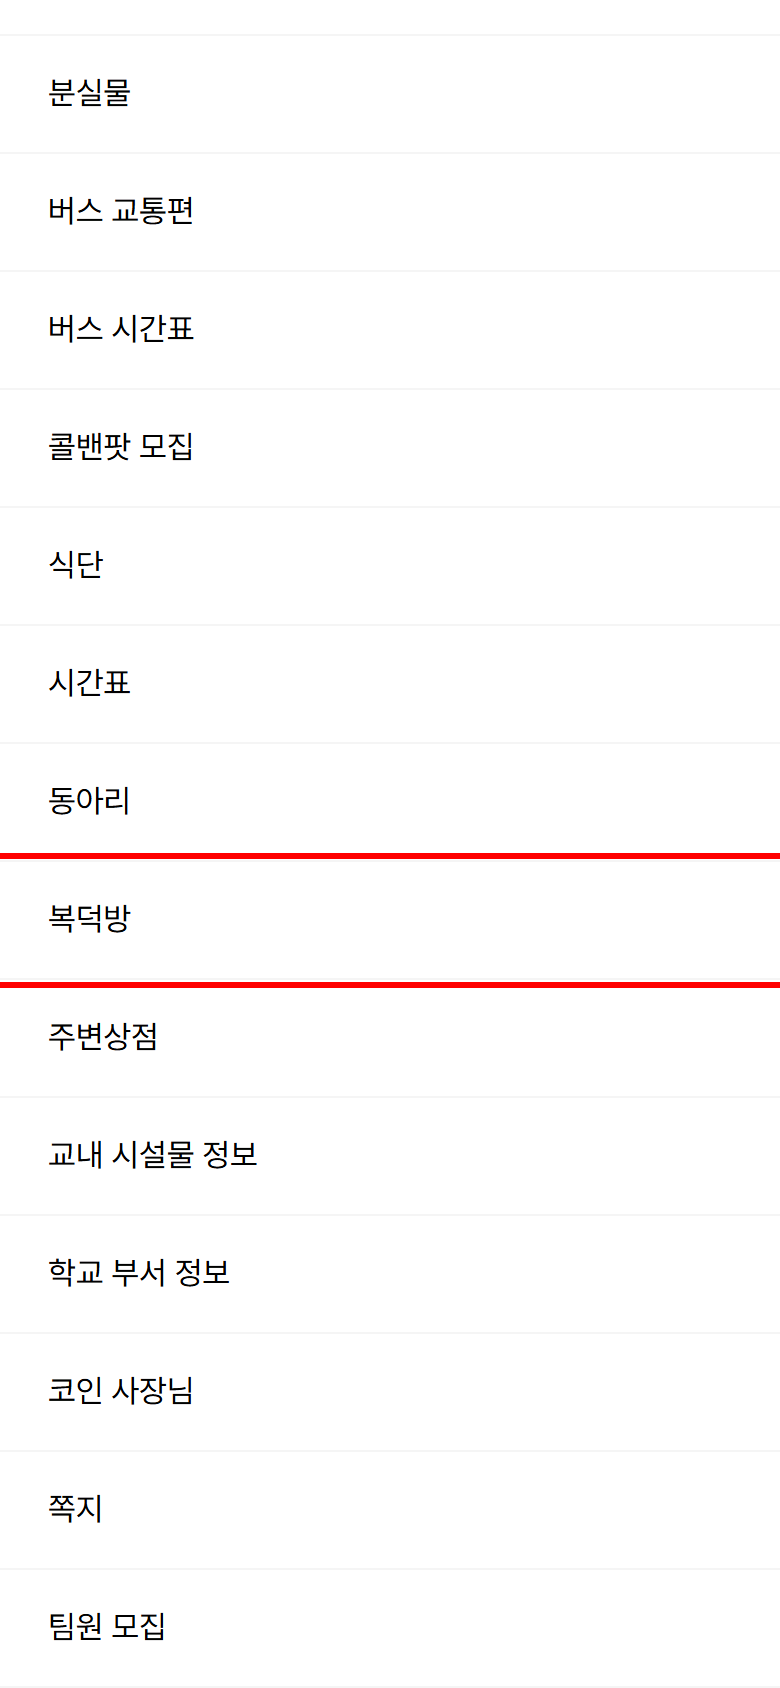 분실물
버스 교통편
버스 시간표
콜밴팟 모집
식단
시간표
동아리
복덕방
주변상점
교내 시설물 정보
학교 부서 정보
코인 사장님
쪽지
팀원 모집